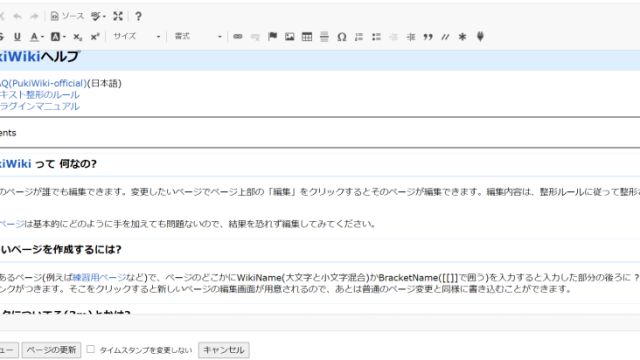 ソース
?
サイズ 書式
kiWikiヘルプ
AQ(PukiWiki-official)(日本語)
キスト整形のルール
ラグインマニュアル
ents
kiWiki って 何なの?
のページが誰でも編集できます。変更したいページでページ上部の「編集」をクリックするとそのページが編集できます。編集内容は、整形ルールに従って整形さ
ページは基本的にどのように手を加えても問題ないので、結果を恐れず編集してみてください。
いページを作成するには?
あるページ(例えば練習用ページなど)で、ページのどこかにWikiName(大文字と小文字混合)かBracketName([[]]で囲う)を入力すると入力した部分の後ろに ?
ンクがつきます。そこをクリックすると新しいページの編集画面が用意されるので、あとは普通のページ変更と同様に書き込むことができます。
ュー ページの更新 タイムスタンプを変更しない キャンセル